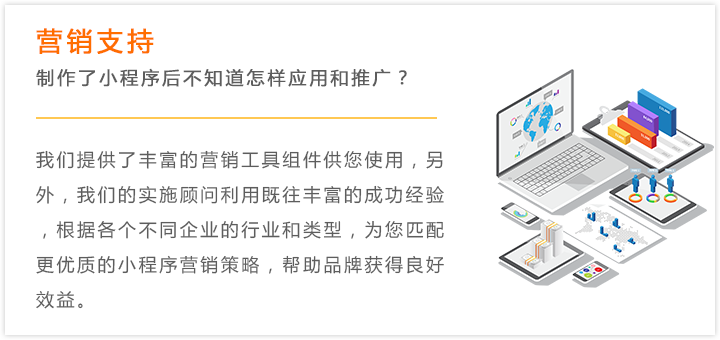 营销支持
制作了小程序后不知道怎样应用和推广？
我们提供了丰富的营销工具组件供您使用，另
外，我们的实施顾问利用既往丰富的成功经验
，根据各个不同企业的行业和类型，为您匹配
更优质的小程序营销策略，帮助品牌获得良好
效益。